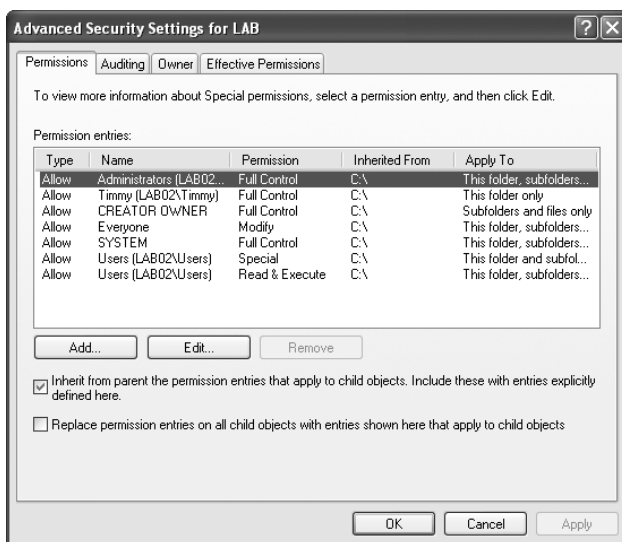 Advanced Security Settings for LAB
Permissions Auditing Owner Effective Permissions
To view more information about Special permissions, select a permission entry, and then click Edit.
Permission entries:
Type Name Permission Inherited From Apply To
Allow Administrators (LAB02... Full Control C:\ This folder, subfolders...
Allow Timmy (LAB02\Timmy) Full Control C:\ This folder only
Allow CREATOR OWNER Full Control C:\ Subfolders and files only
Allow Everyone Modify C:\ This folder, subfolders...
Allow SYSTEM Full Control C:\ This folder, subfolders...
Allow Users (LAB02\Users) Special C:\ This folder and subfol...
Allow Users (LAB02\Users) Read & Execute C:\ This folder, subfolders...
Add... Edit... Remove
Inherit from parent the permission entries that apply to child objects. Include these with entries explicitly
defined here.
Replace permission entries on all child objects with entries shown here that apply to child objects
OK Cancel Apply